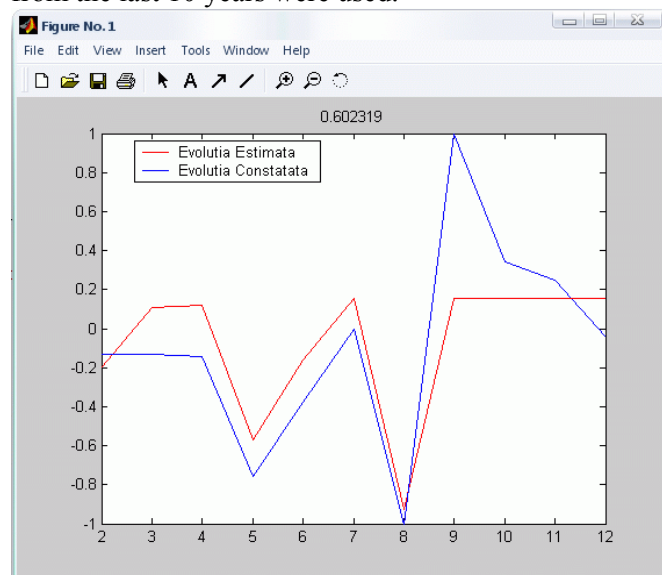 from the last 10 years were used.
Figure No. 1
File Edit View Insert Tools Window Help
A
0.602319
Evolutia Estimata
Evolutia Constatata
1
0.8
0.6
0.4
0.2
0
-0.2
-0.4
-0.6
-0.8
-1
2 3 4 5 6 7 8 9 10 11 12